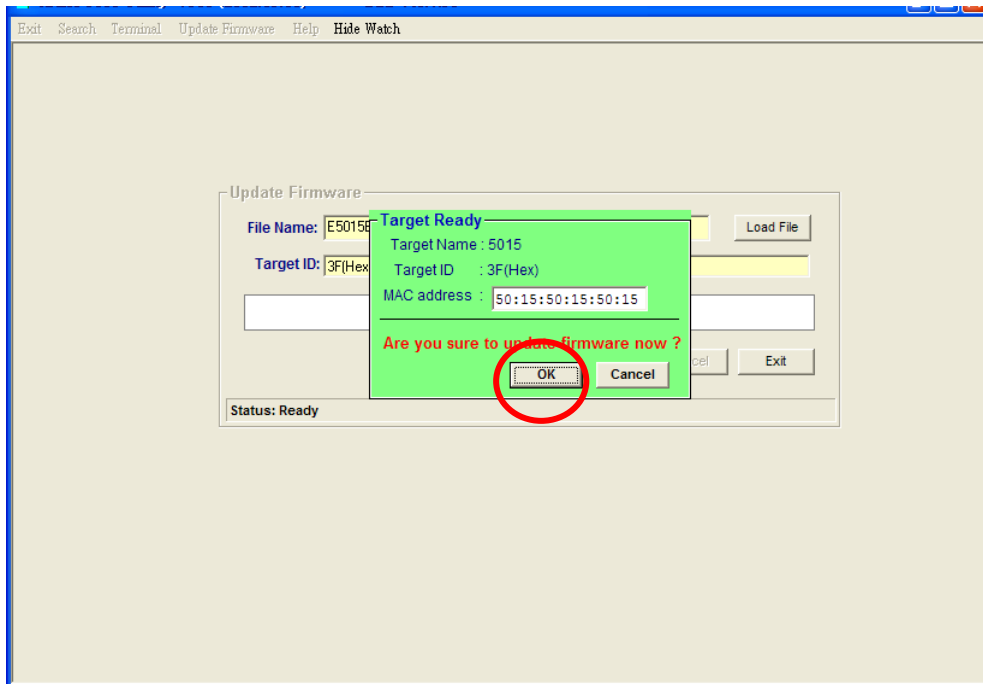 Exit Search Terminal Update Firmware Help Hide Watch
Update Firmware
File Name: E5015 Load File
Target ID: 3F(Hex
Target Ready
Target Name : 5015
Target ID : 3F(Hex)
MAC address : 50:15:50:15:50:15
Are you sure to update firmware now ?
OK Cancel
cel Exit
Status: Ready